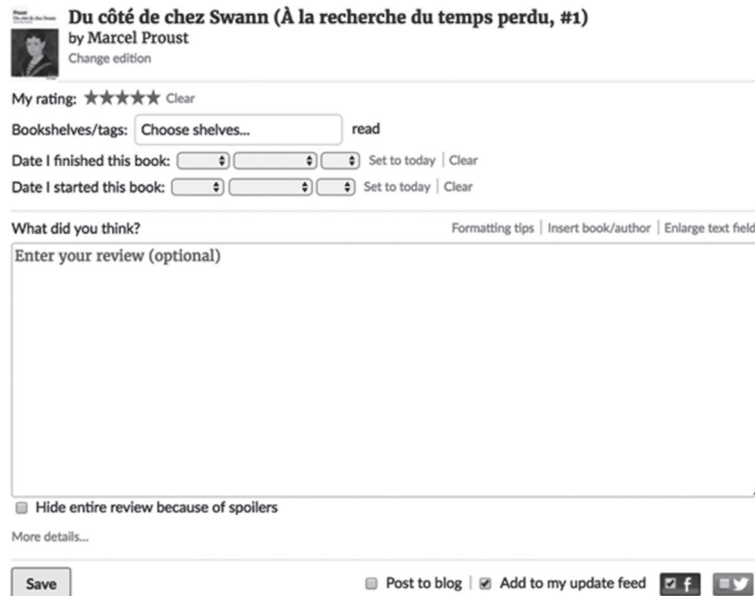 Du côté de chez Swann (À la recherche du temps perdu, #1)
by Marcel Proust
Change edition
My rating: ★★★★★ Clear
Bookshelves/tags: Choose shelves... read
Date I finished this book: Set to today | Clear
Date I started this book: Set to today | Clear
What did you think? Formatting tips | Insert book/author | Enlarge text field
Enter your review (optional)
Hide entire review because of spoilers
More details...
Save Post to blog | Add to my update feed f